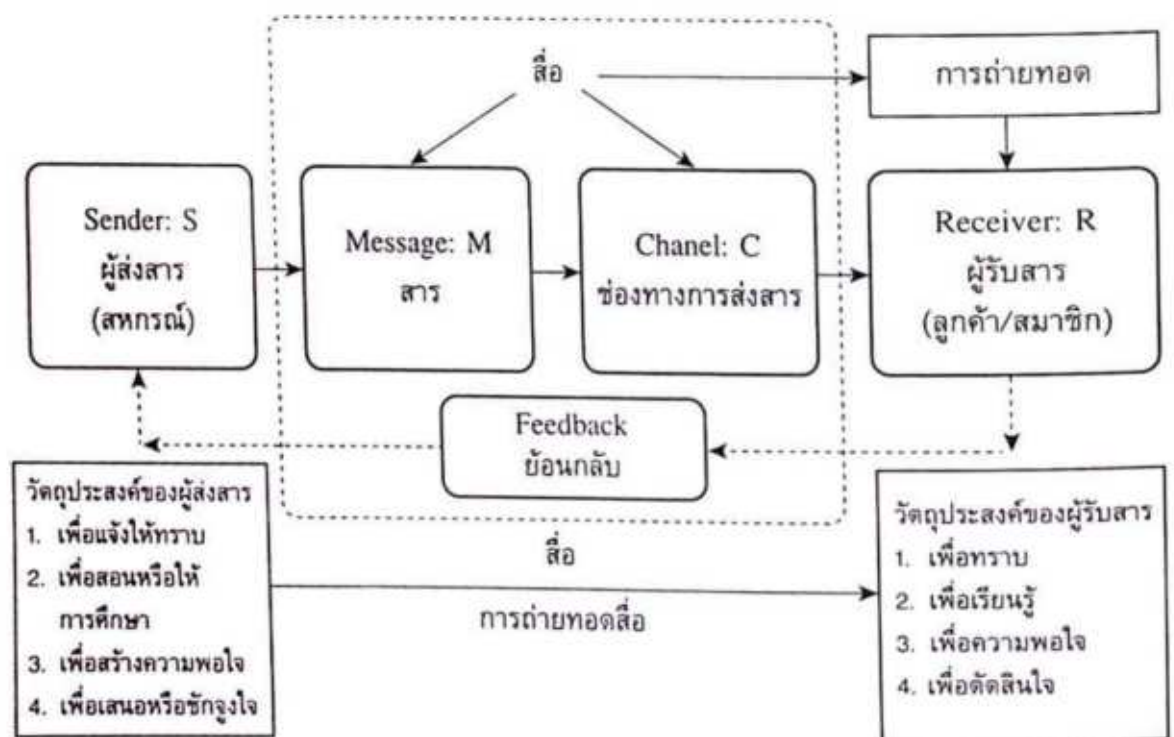 สื่อ
การถ่ายทอด
Sender: S
ผู้ส่งสาร
(สหกรณ์)
Message: M
สาร
Chanel: C
ช่องทางการส่งสาร
Receiver: R
ผู้รับสาร
(ลูกค้า/สมาชิก)
Feedback
ย้อนกลับ
วัตถุประสงค์ของผู้ส่งสาร
1. เพื่อแจ้งให้ทราบ
2. เพื่อสอนหรือให้
การศึกษา
3. เพื่อสร้างความพอใจ
4. เพื่อเสนอหรือชักจูงใจ
สื่อ
การถ่ายทอดสื่อ
วัตถุประสงค์ของผู้รับสาร
1. เพื่อทราบ
2. เพื่อเรียนรู้
3. เพื่อความพอใจ
4. เพื่อตัดสินใจ